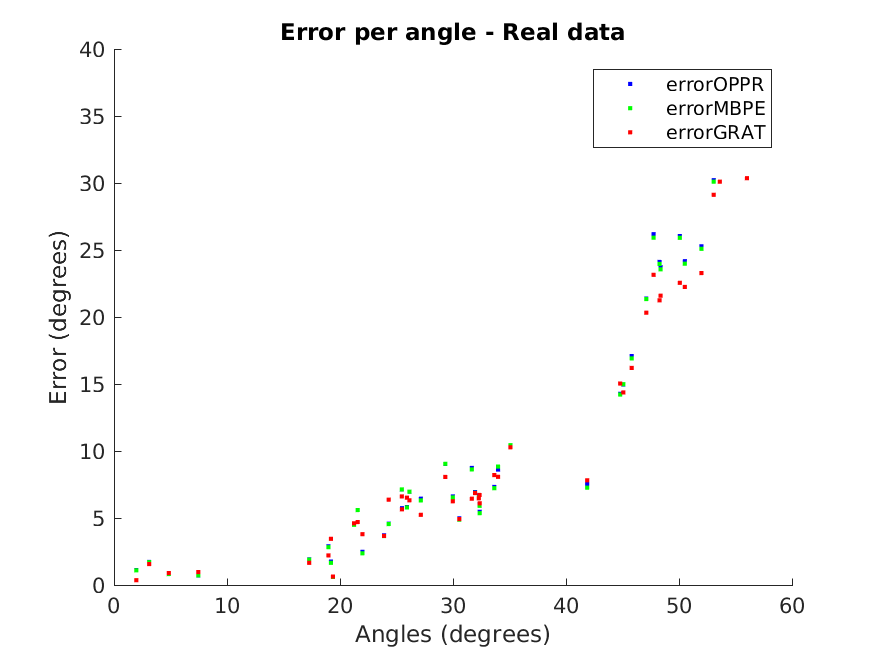 Error per angle - Real data
errorOPPR
errorMBPE
errorGRAT
Error (degrees)
40
35
30
25
20
15
10
5
0
0 10 20 30 40 50 60
Angles (degrees)